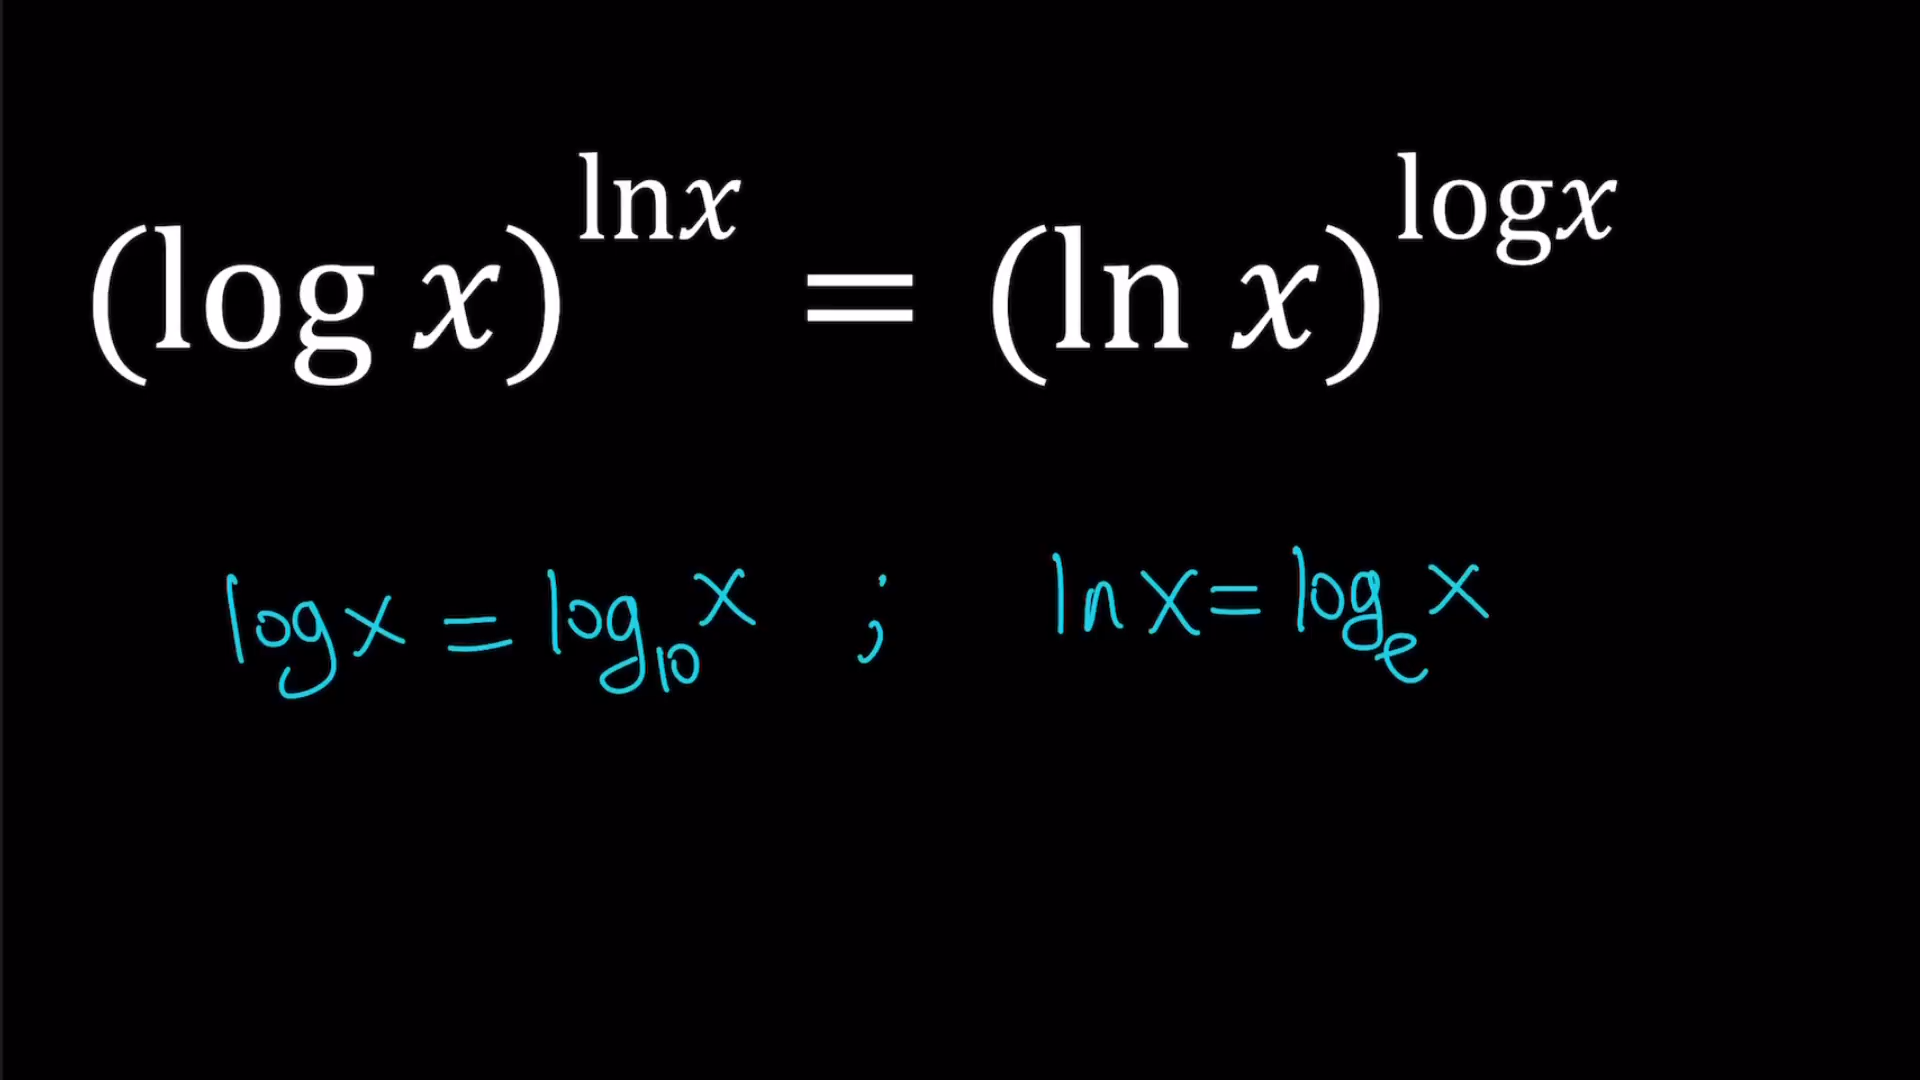 (log x)^lnx = (ln x)^logx
logx = log₁₀x ; lnx = logₑx